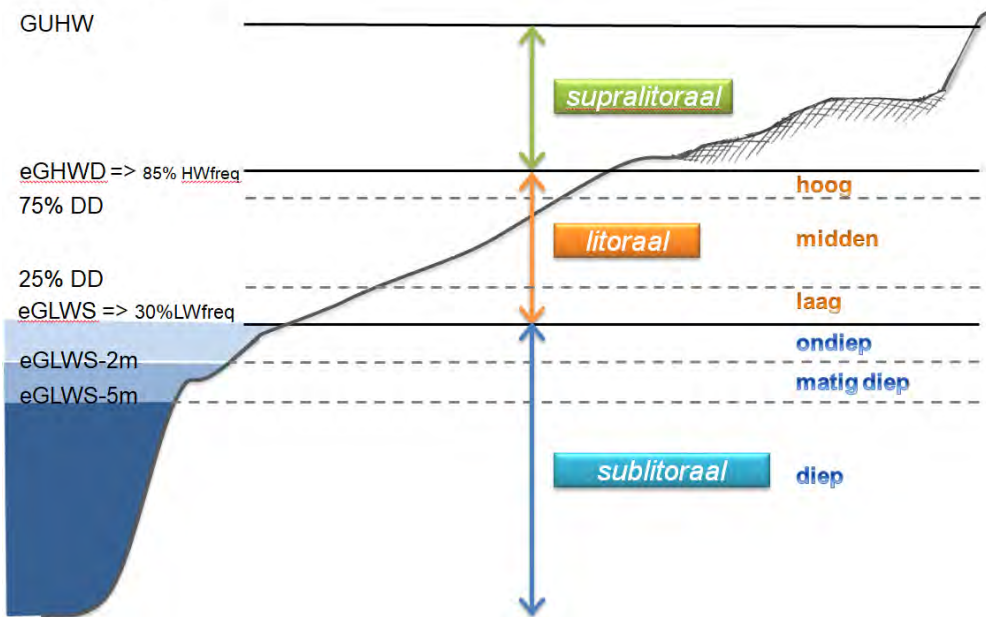 GUHW
supralitoraal
eGHWD => 85% HWfreq
hoog
75% DD
litoraal
midden
25% DD
laag
eGLWS => 30%LWfreq
ondiep
eGLWS-2m
matig diep
eGLWS-5m
sublitoraal
diep